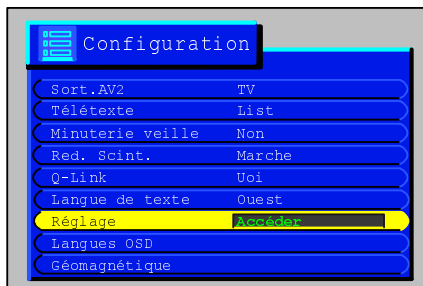 Configuration
Sort.AV2 TV
Télétexte List
Minuterie veille Non
Red. Scint. Marche
Q-Link Uoi
Langue de texte Ouest
Réglage Accéder
Langues OSD
Géomagnétique